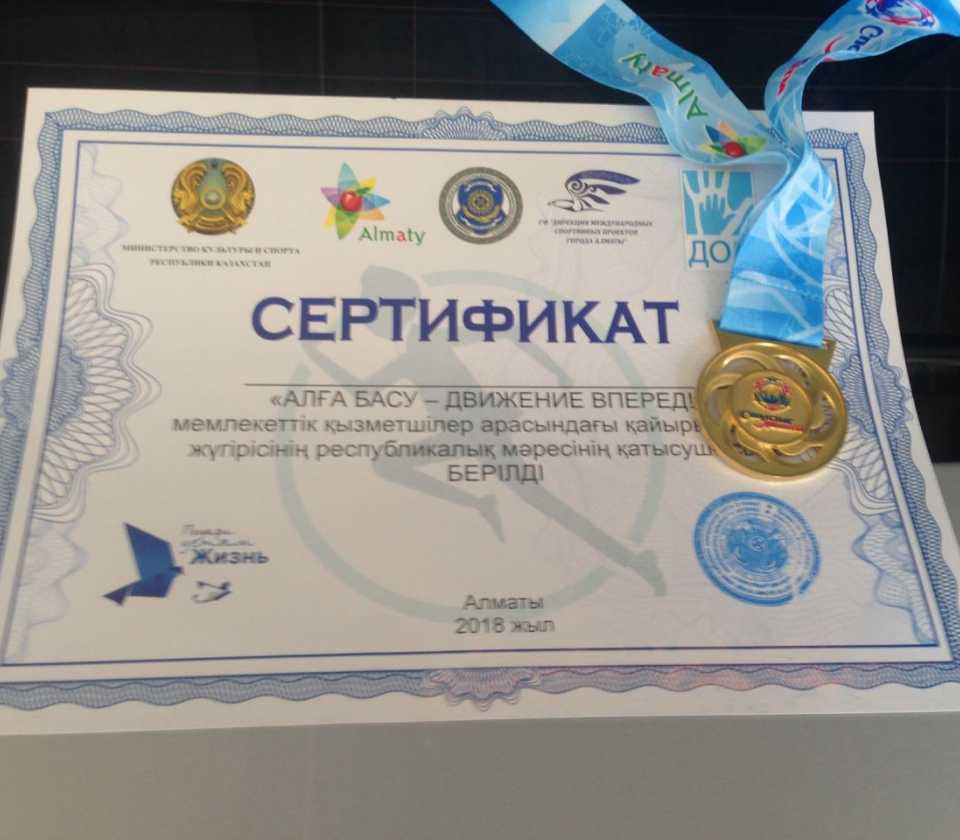 Almaty
МИНИСТЕРСТВО КУЛЬТУРЫ И СПОРТА
РЕСПУБЛИКИ КАЗАХСТАН
Almaty
ГФ "ДИРЕКЦИЯ МЕЖДУНАРОДНЫХ
СПОРТИВНЫХ ПРОЕКТОВ
ГОРОДА АЛМАТЫ"
СЕРТИФИКАТ
«АЛҒА БАСУ – ДВИЖЕНИЕ ВПЕРЕД!
мемлекеттік қызметшілер арасындағы
жүгірісінің республикалық мәресінің
БЕРІЛДІ
Жизнь
Алматы
2018 жыл